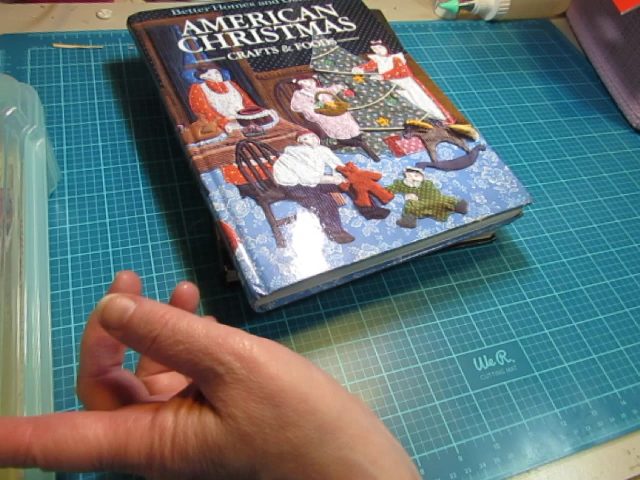 Better Homes and
AMERICAN
CHRISTMAS
CRAFTS & FOODS
We R
CUTTING MAT